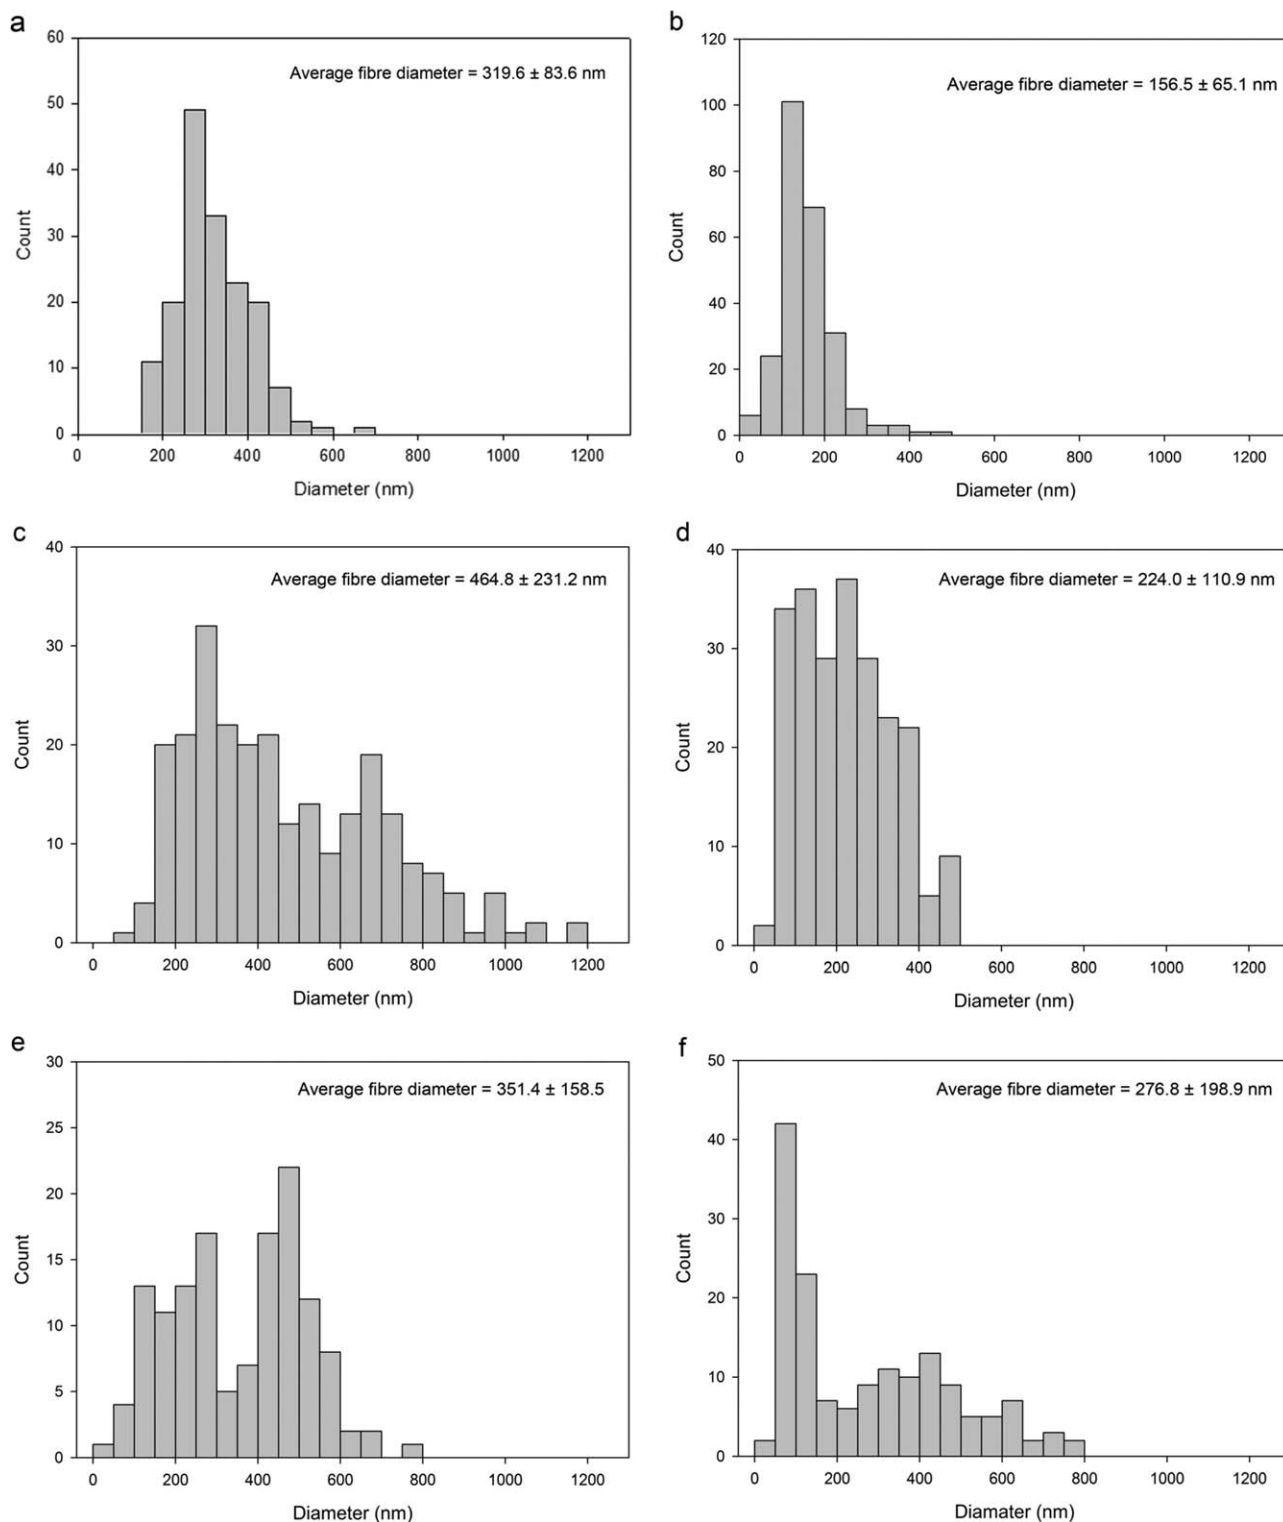 a
60
50
40
30
20
10
0
Count
Average fibre diameter = 319.6 ± 83.6 nm
0 200 400 600 800 1000 1200
Diameter (nm)
b
120
100
80
60
40
20
0
Count
Average fibre diameter = 156.5 ± 65.1 nm
0 200 400 600 800 1000 1200
Diameter (nm)
c
40
30
20
10
0
Count
Average fibre diameter = 464.8 ± 231.2 nm
0 200 400 600 800 1000 1200
Diameter (nm)
d
40
30
20
10
0
Count
Average fibre diameter = 224.0 ± 110.9 nm
0 200 400 600 800 1000 1200
Diameter (nm)
e
30
25
20
15
10
5
0
Count
Average fibre diameter = 351.4 ± 158.5
0 200 400 600 800 1000 1200
Diameter (nm)
f
50
40
30
20
10
0
Count
Average fibre diameter = 276.8 ± 198.9 nm
0 200 400 600 800 1000 1200
Diamater (nm)